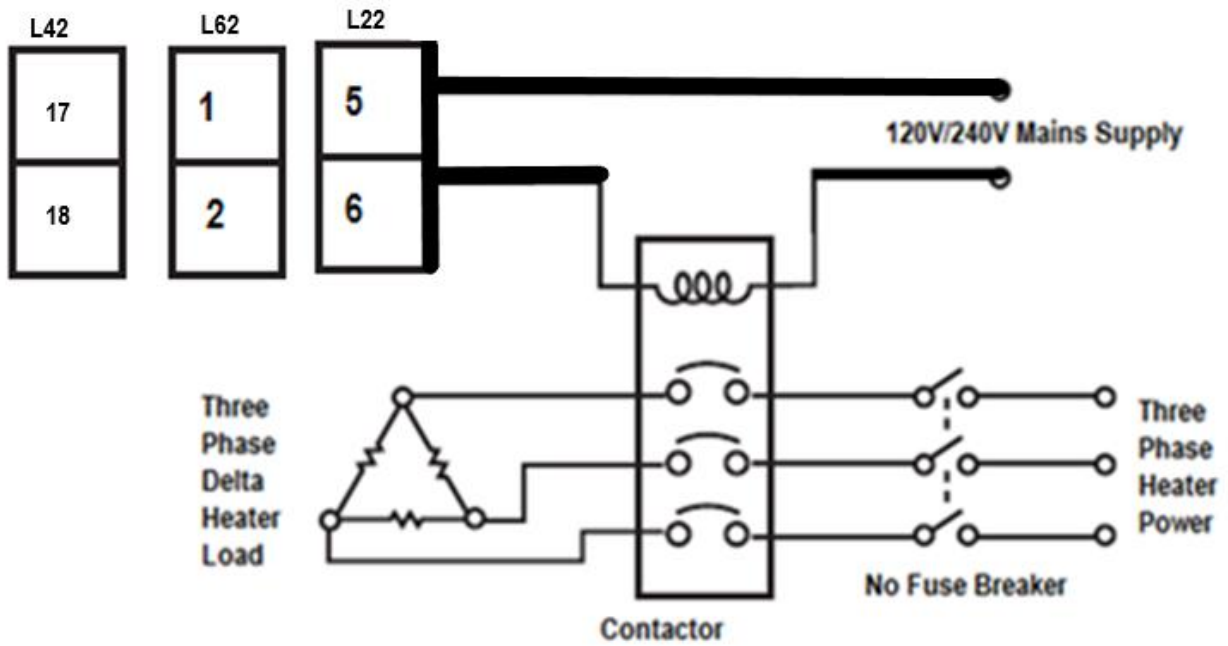 L42
L62
L22
17
1
5
18
2
6
120V/240V Mains Supply
Three
Phase
Delta
Heater
Load
Three
Phase
Heater
Power
No Fuse Breaker
Contactor